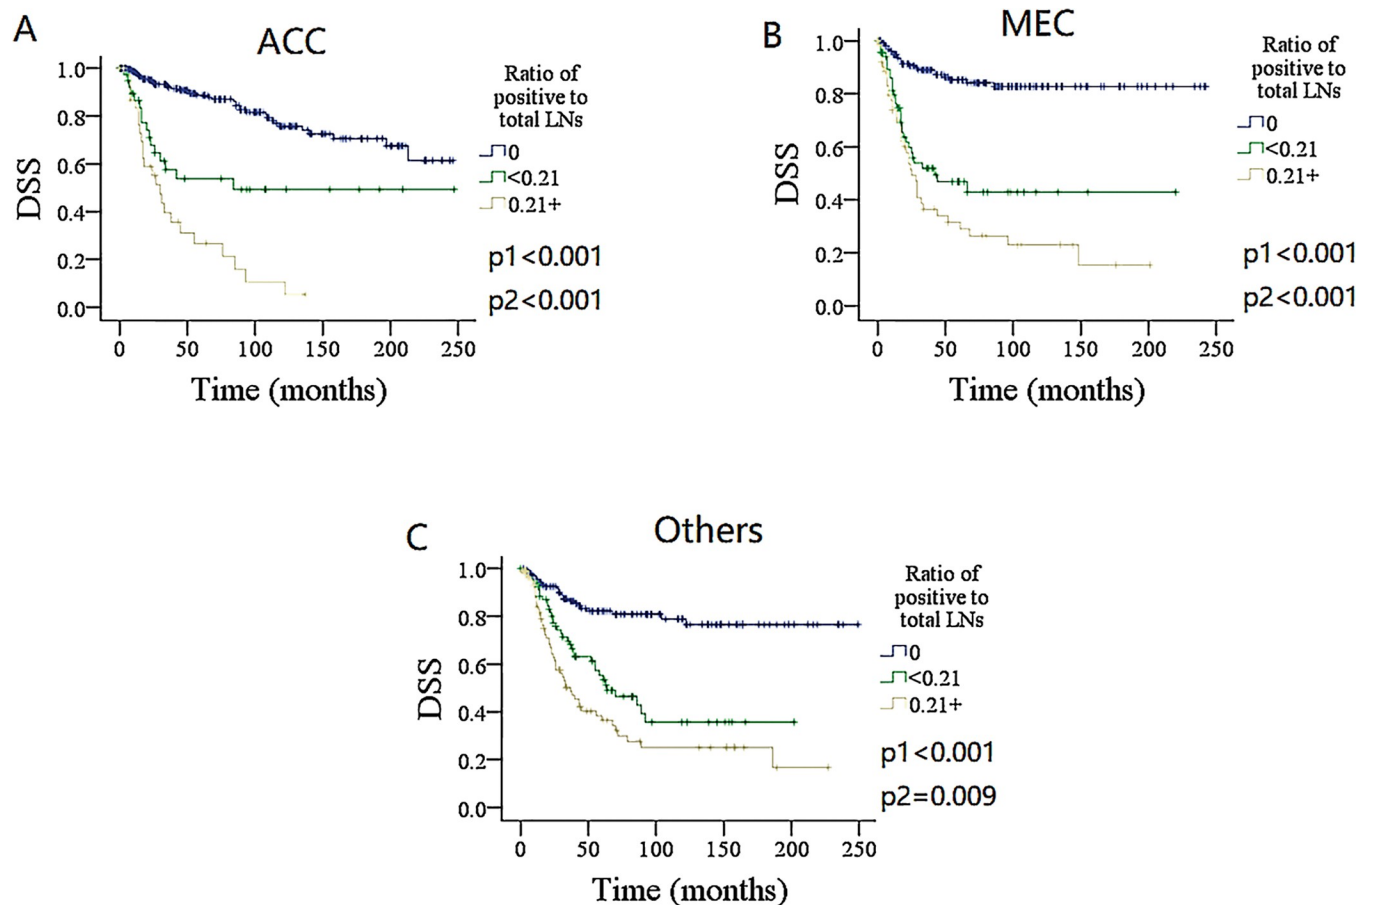 A
ACC
DSS
1.0
0.8
0.6
0.4
0.2
0.0
0 50 100 150 200 250
Time (months)
Ratio of
positive to
total LNs
0
<0.21
0.21+
p1<0.001
p2<0.001
B
MEC
DSS
1.0
0.8
0.6
0.4
0.2
0.0
0 50 100 150 200 250
Time (months)
Ratio of
positive to
total LNs
0
<0.21
0.21+
p1<0.001
p2<0.001
C
Others
DSS
1.0
0.8
0.6
0.4
0.2
0.0
0 50 100 150 200 250
Time (months)
Ratio of
positive to
total LNs
0
<0.21
0.21+
p1<0.001
p2=0.009